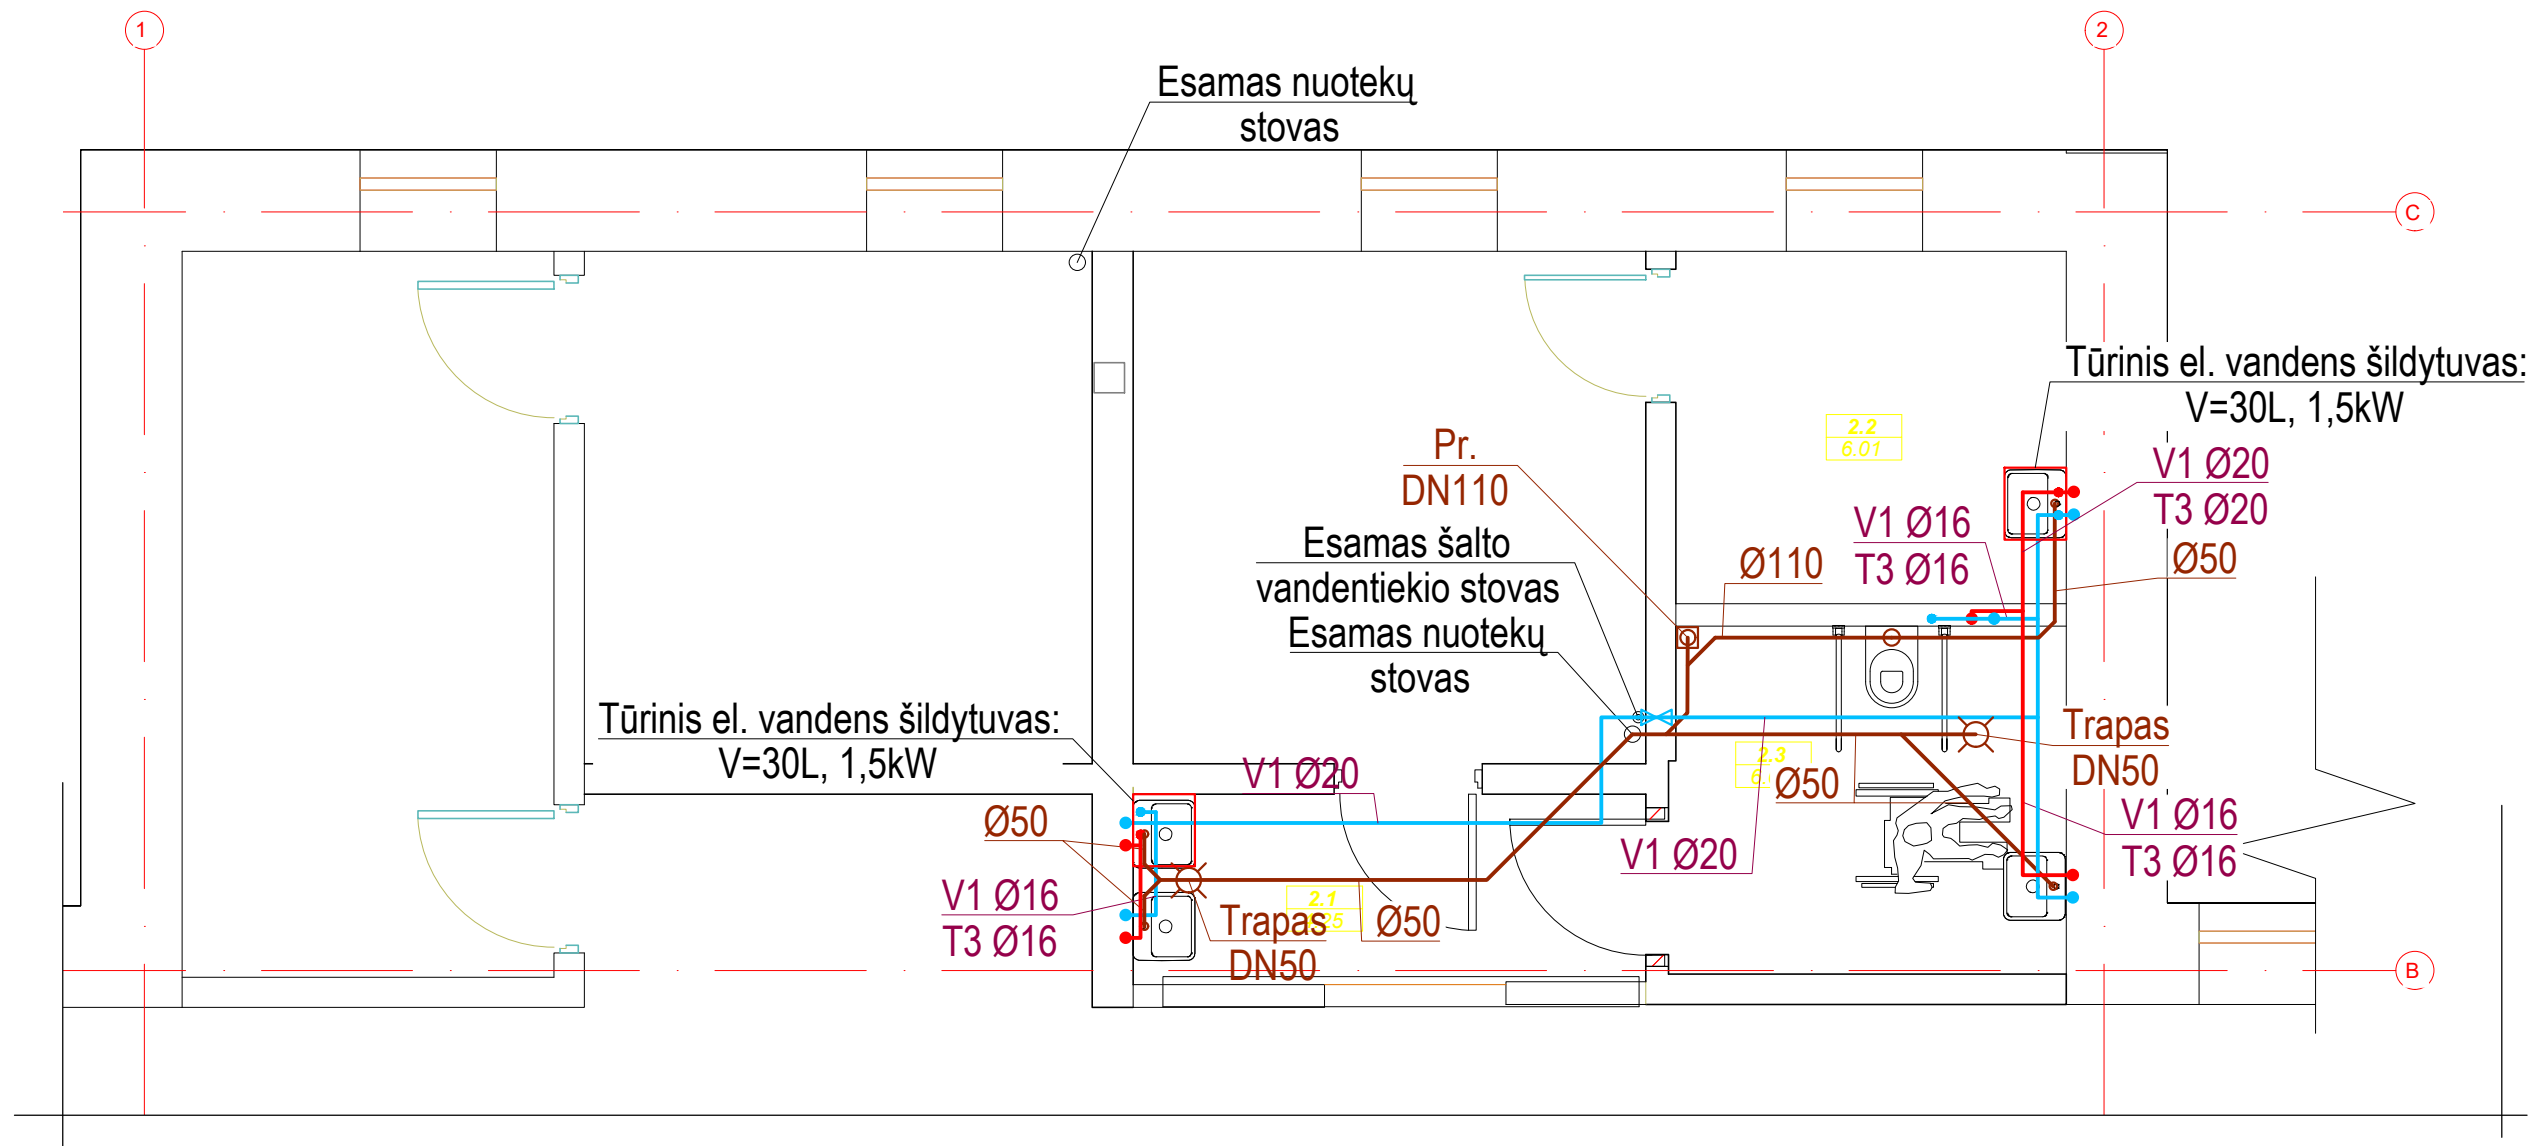 1
2
Esamas nuotekų
stovas
C
Tūrinis el. vandens šildytuvas:
V=30L, 1,5kW
2.2
6.01
Pr.
DN110
V1 Ø20
T3 Ø20
V1 Ø16
T3 Ø16
Esamas šalto
vandentiekio stovas
Ø110
Ø50
Esamas nuotekų
stovas
Tūrinis el. vandens šildytuvas:
V=30L, 1,5kW
Trapas
DN50
2.3
6.
V1 Ø20
Ø50
Ø50
V1 Ø20
V1 Ø16
T3 Ø16
V1 Ø16
T3 Ø16
2.1
25
Trapas
DN50
Ø50
B